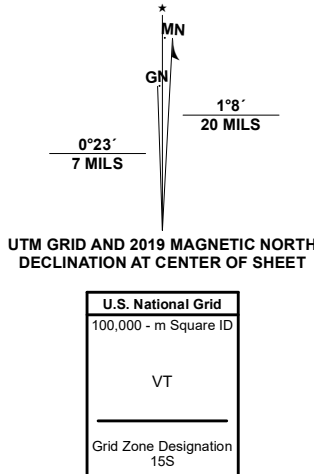 ★
MN
GN
1°8´
20 MILS
0°23´
7 MILS
UTM GRID AND 2019 MAGNETIC NORTH
DECLINATION AT CENTER OF SHEET
U.S. National Grid
100,000 - m Square ID
VT
Grid Zone Designation
15S